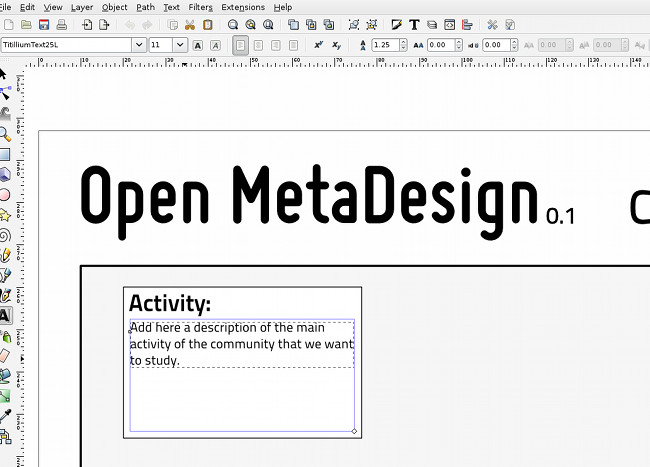 File Edit View Layer Object Path Text Filters Extensions Help
TitilliumText25L 11 1.25 0.00 0.00 0.00 0.00
Open MetaDesign 0.1
Activity:
Add here a description of the main
activity of the community that we want
to study.